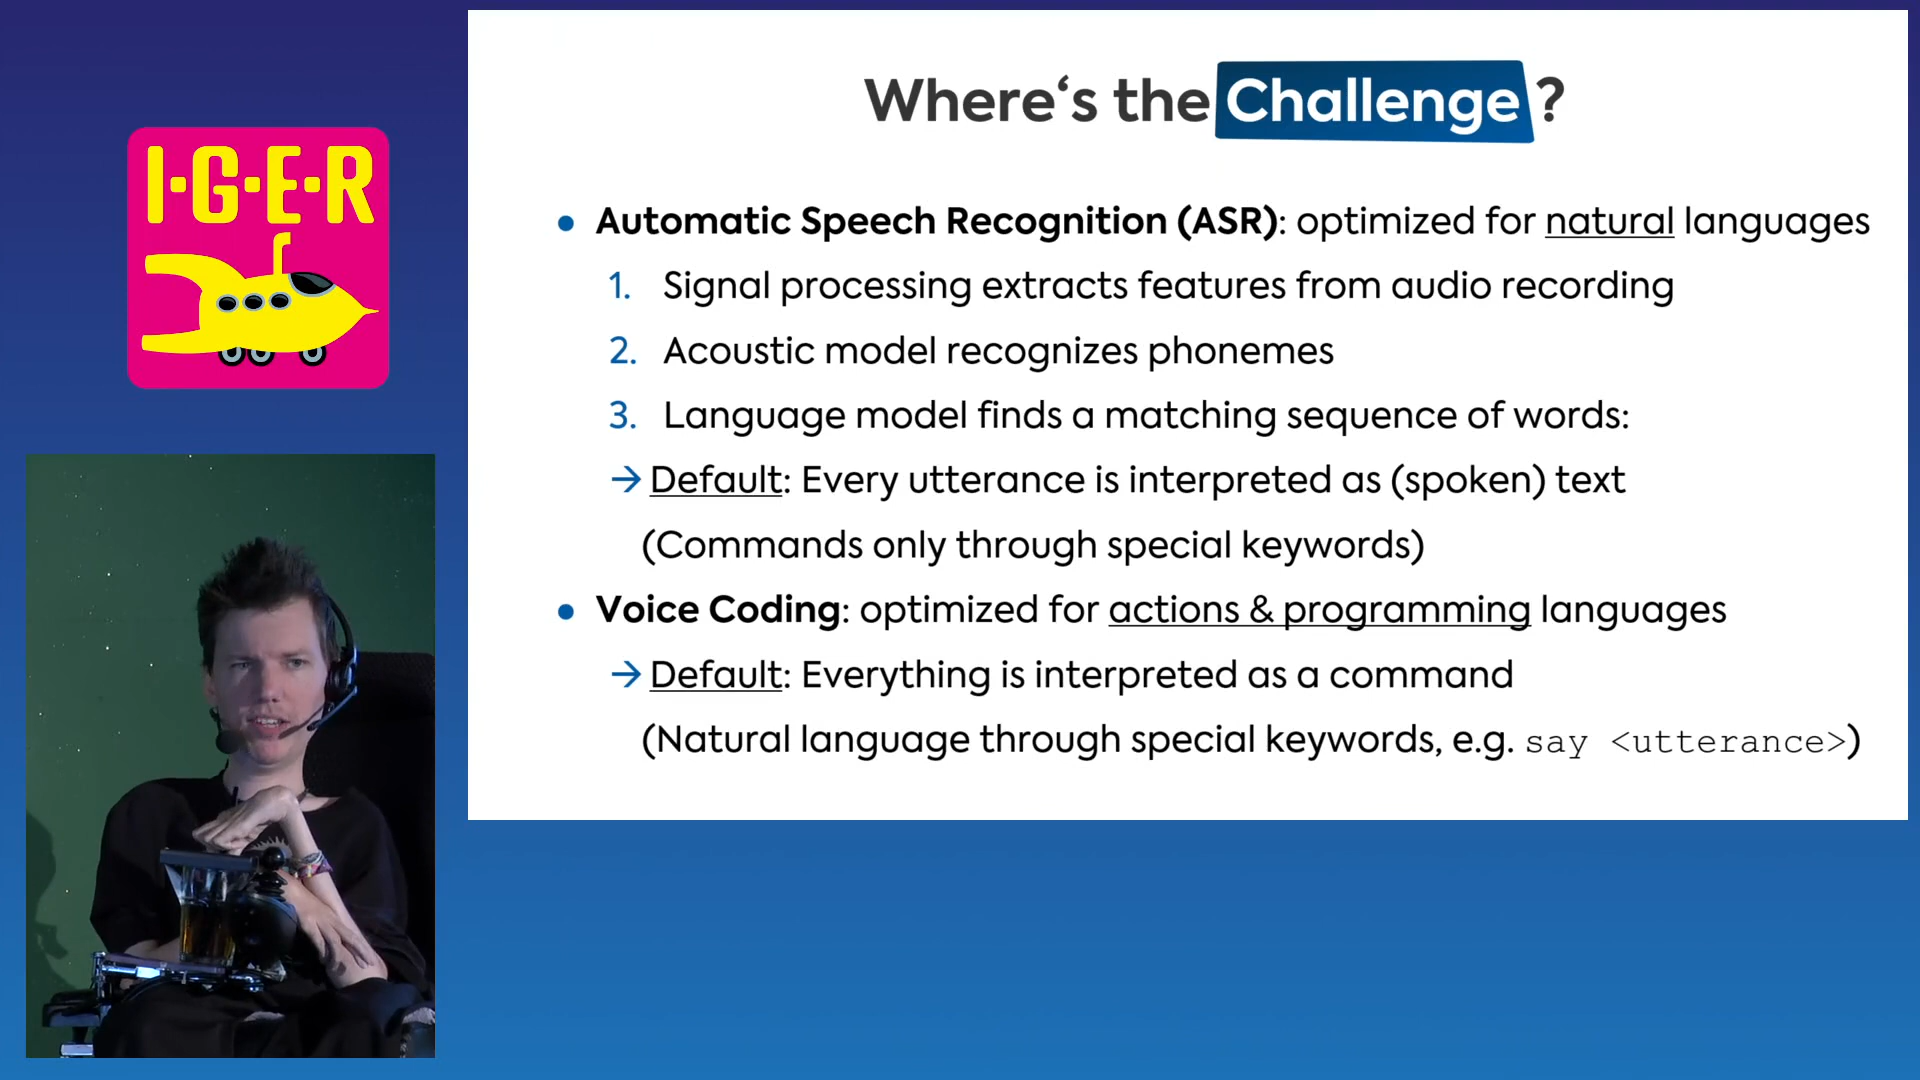 I·G·E·R
Where‘s the Challenge?
• Automatic Speech Recognition (ASR): optimized for natural languages
1. Signal processing extracts features from audio recording
2. Acoustic model recognizes phonemes
3. Language model finds a matching sequence of words:
→ Default: Every utterance is interpreted as (spoken) text
(Commands only through special keywords)
• Voice Coding: optimized for actions & programming languages
→ Default: Everything is interpreted as a command
(Natural language through special keywords, e.g. say <utterance>)